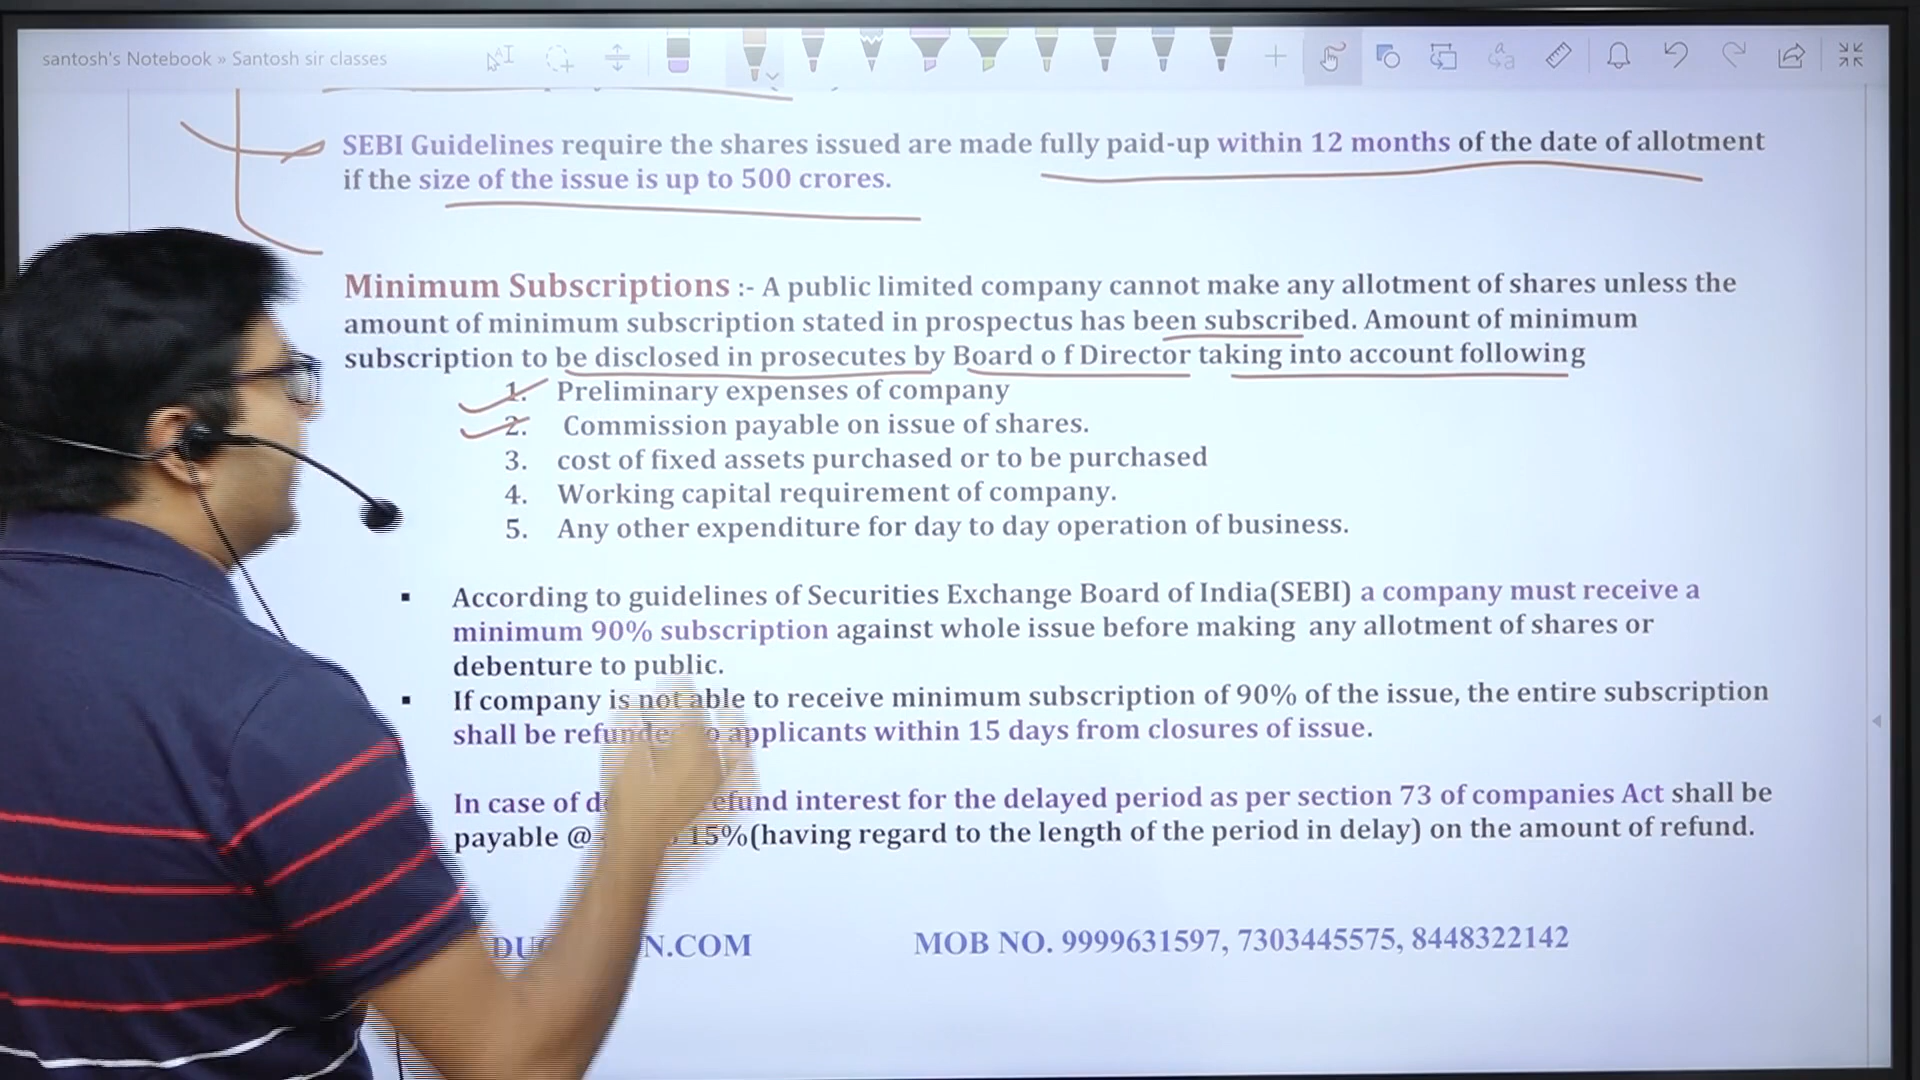 santosh's Notebook » Santosh sir classes
SEBI Guidelines require the shares issued are made fully paid-up within 12 months of the date of allotment
if the size of the issue is up to 500 crores.
Minimum Subscriptions :- A public limited company cannot make any allotment of shares unless the
amount of minimum subscription stated in prospectus has been subscribed. Amount of minimum
subscription to be disclosed in prosecutes by Board o f Director taking into account following
1. Preliminary expenses of company
2. Commission payable on issue of shares.
3. cost of fixed assets purchased or to be purchased
4. Working capital requirement of company.
5. Any other expenditure for day to day operation of business.
▪ According to guidelines of Securities Exchange Board of India(SEBI) a company must receive a
minimum 90% subscription against whole issue before making any allotment of shares or
debenture to public.
▪ If company is not able to receive minimum subscription of 90% of the issue, the entire subscription
shall be refunded to applicants within 15 days from closures of issue.
In case of refund interest for the delayed period as per section 73 of companies Act shall be
payable @ 15%(having regard to the length of the period in delay) on the amount of refund.
N.COM MOB NO. 9999631597, 7303445575, 8448322142